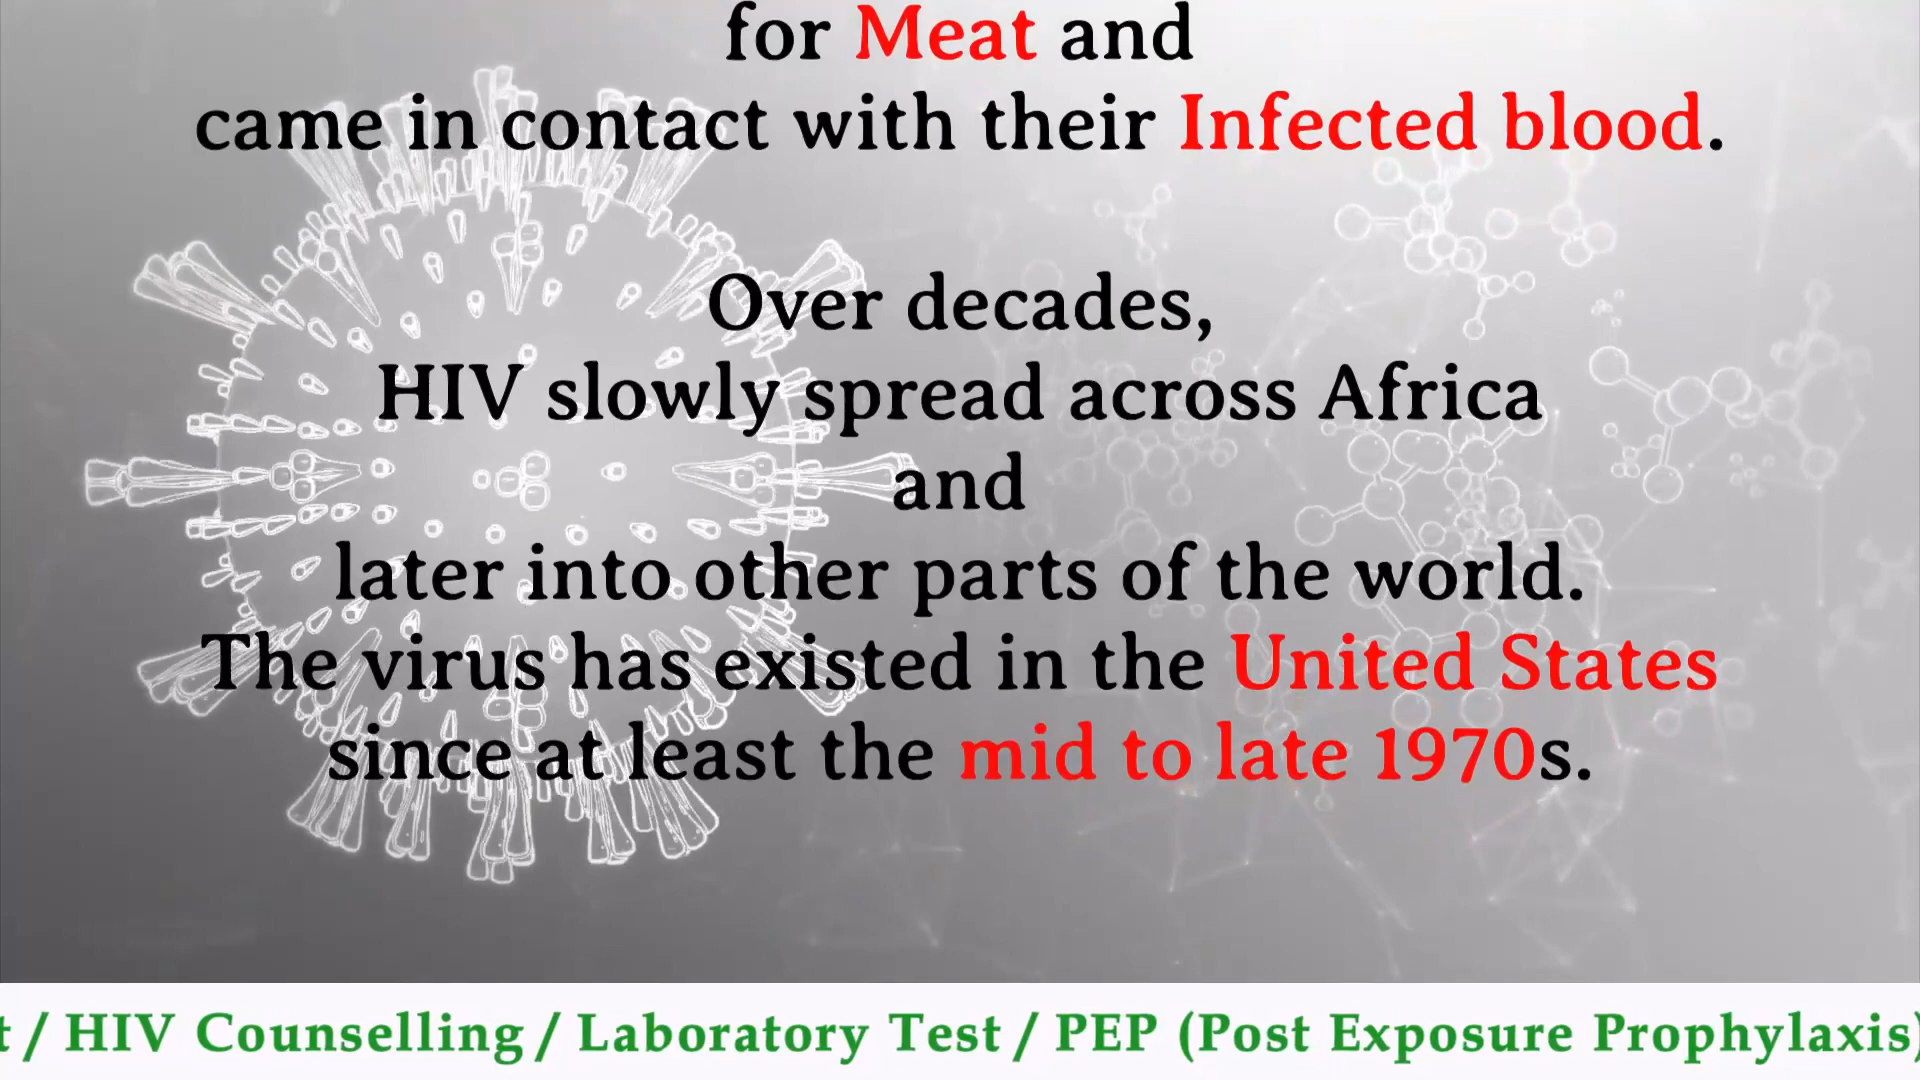 for Meat and
came in contact with their Infected blood.
Over decades,
HIV slowly spread across Africa
and
later into other parts of the world.
The virus has existed in the United States
since at least the mid to late 1970s.
/ HIV Counselling / Laboratory Test / PEP (Post Exposure Prophylaxis)